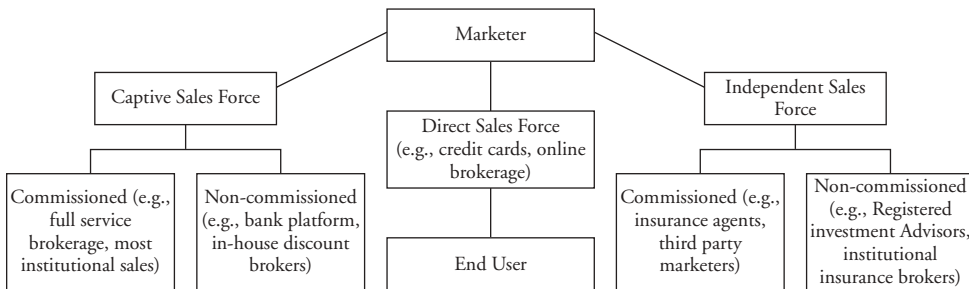 Marketer
Captive Sales Force
Direct Sales Force
(e.g., credit cards, online
brokerage)
Independent Sales
Force
Commissioned (e.g.,
full service
brokerage, most
institutional sales)
Non-commissioned
(e.g., bank platform,
in-house discount
brokers)
End User
Commissioned (e.g.,
insurance agents,
third party
marketers)
Non-commissioned
(e.g., Registered
investment Advisors,
institutional
insurance brokers)